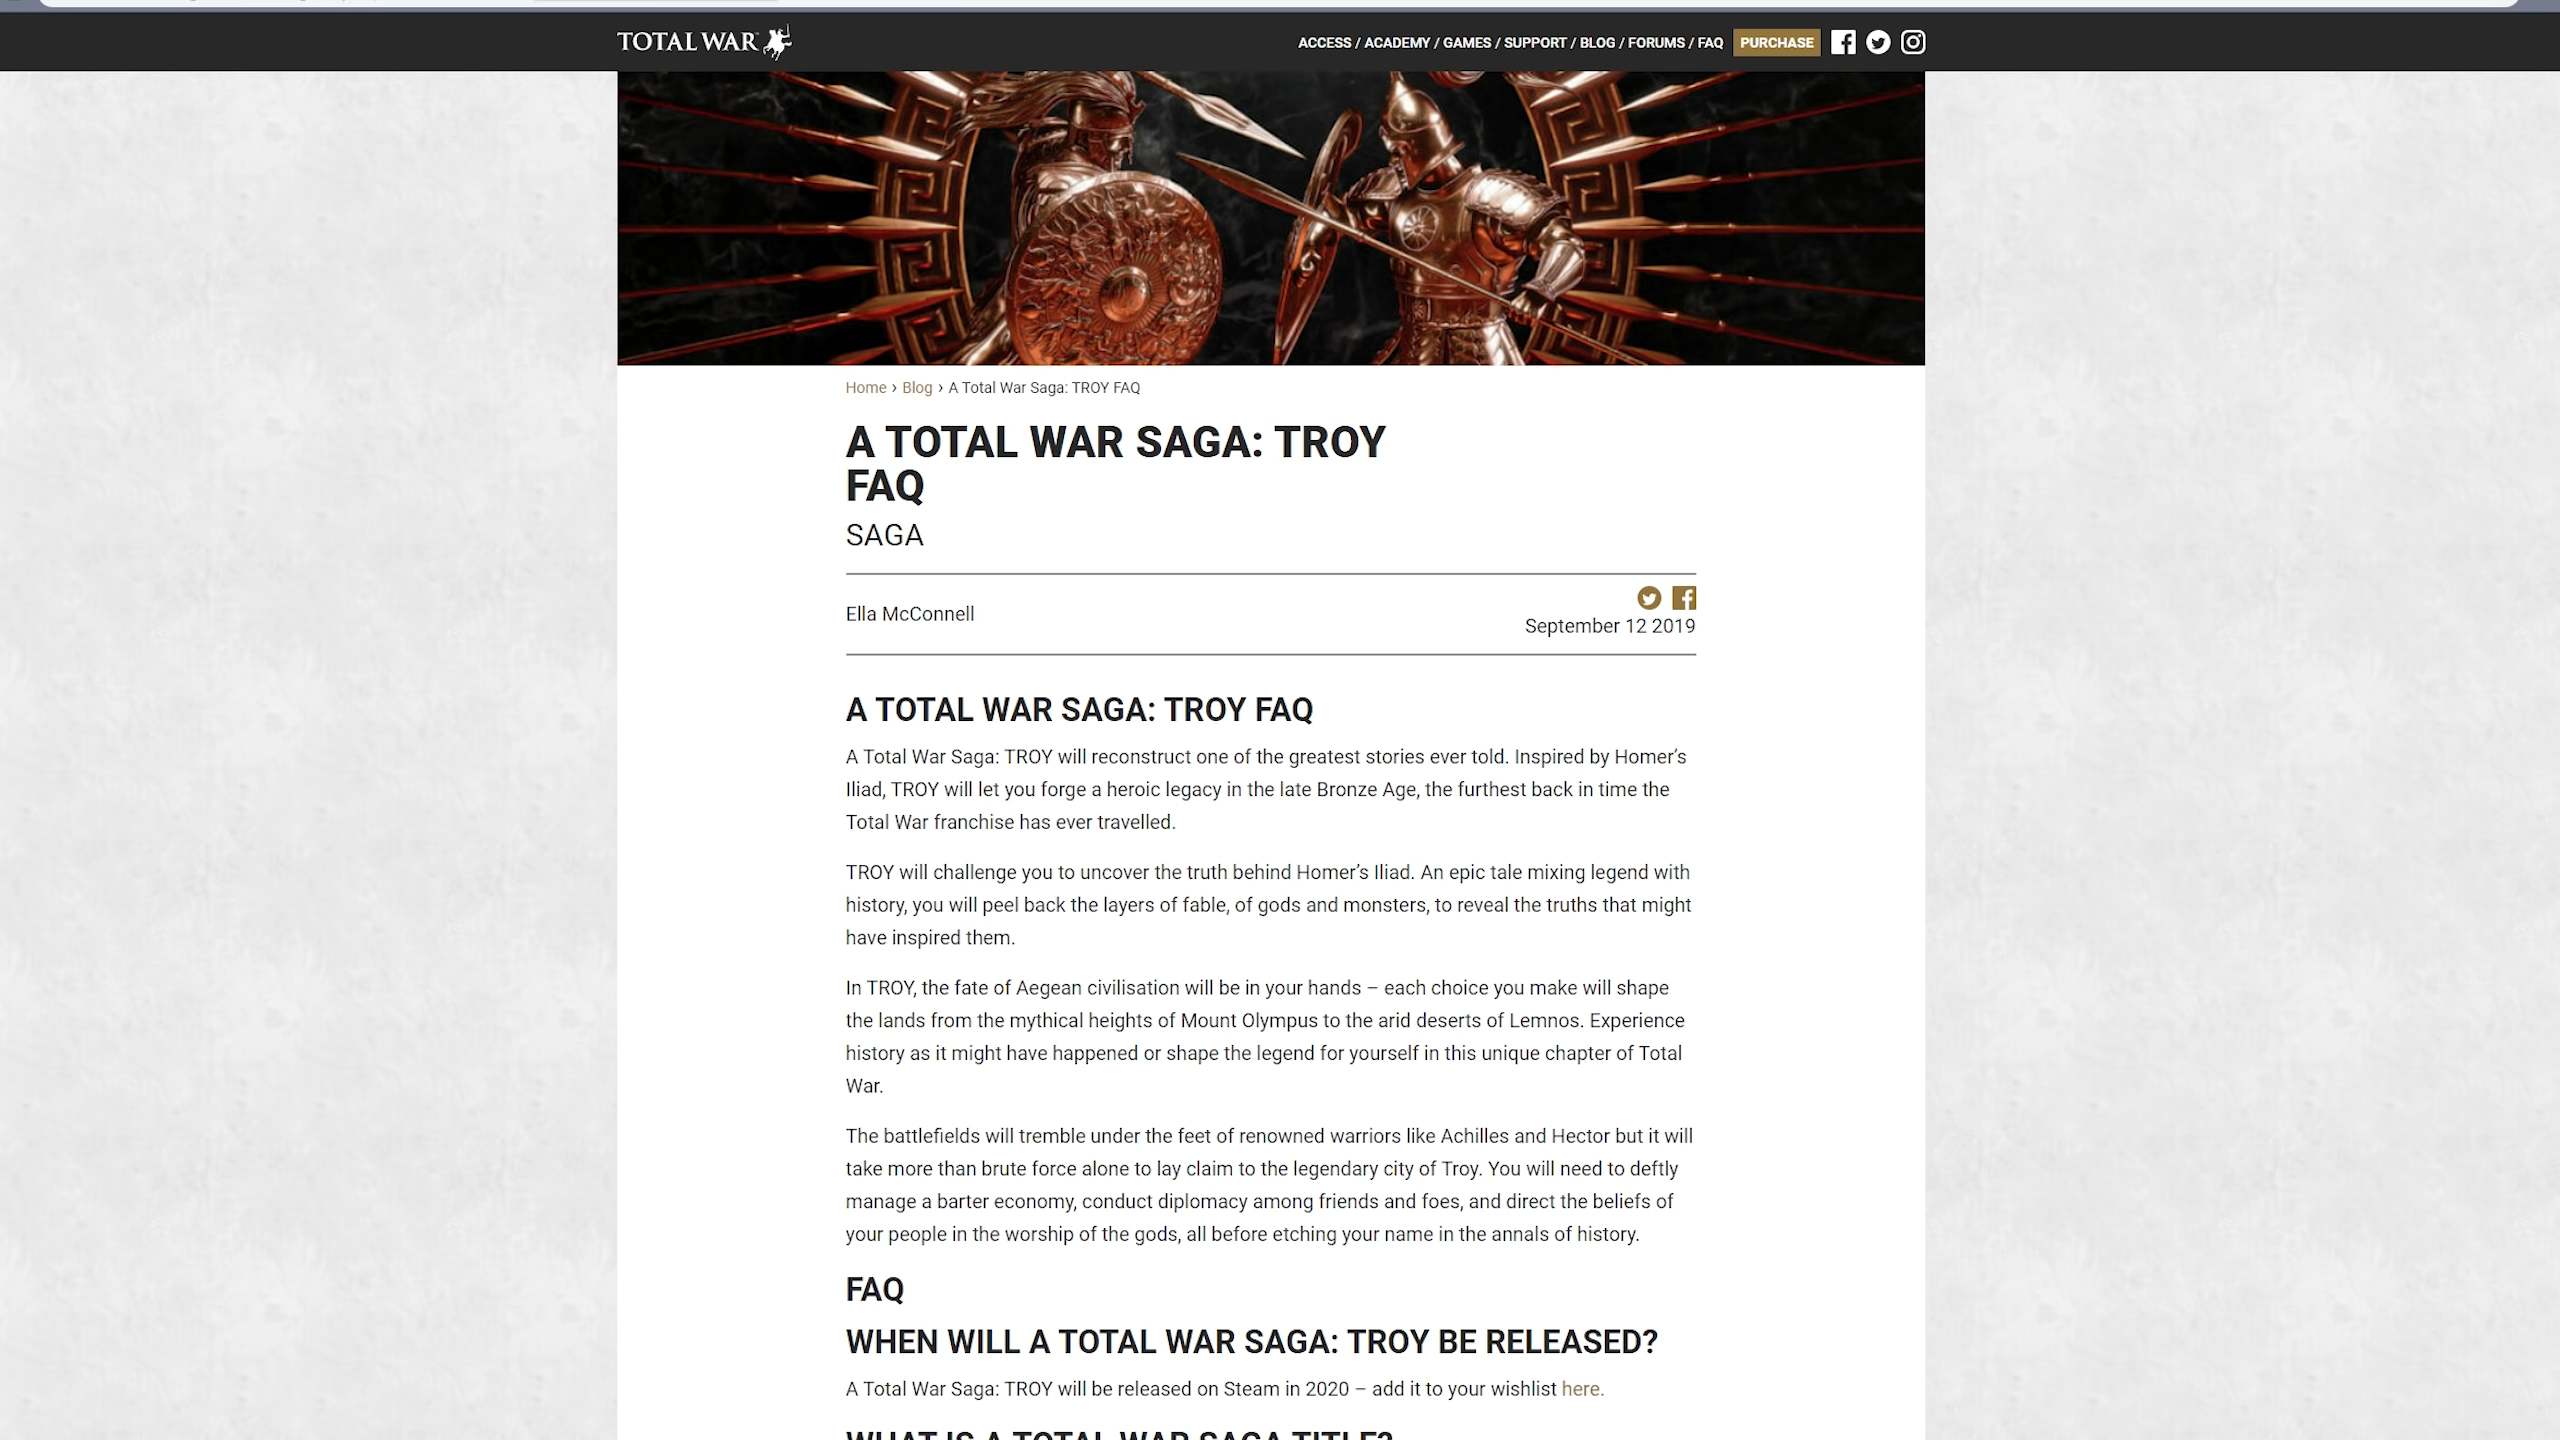 TOTAL WAR
ACCESS / ACADEMY / GAMES / SUPPORT / BLOG / FORUMS / FAQ PURCHASE
Home › Blog › A Total War Saga: TROY FAQ
A TOTAL WAR SAGA: TROY
FAQ
SAGA
Ella McConnell
September 12 2019
A TOTAL WAR SAGA: TROY FAQ
A Total War Saga: TROY will reconstruct one of the greatest stories ever told. Inspired by Homer’s
Iliad, TROY will let you forge a heroic legacy in the late Bronze Age, the furthest back in time the
Total War franchise has ever travelled.
TROY will challenge you to uncover the truth behind Homer’s Iliad. An epic tale mixing legend with
history, you will peel back the layers of fable, of gods and monsters, to reveal the truths that might
have inspired them.
In TROY, the fate of Aegean civilisation will be in your hands – each choice you make will shape
the lands from the mythical heights of Mount Olympus to the arid deserts of Lemnos. Experience
history as it might have happened or shape the legend for yourself in this unique chapter of Total
War.
The battlefields will tremble under the feet of renowned warriors like Achilles and Hector but it will
take more than brute force alone to lay claim to the legendary city of Troy. You will need to deftly
manage a barter economy, conduct diplomacy among friends and foes, and direct the beliefs of
your people in the worship of the gods, all before etching your name in the annals of history.
FAQ
WHEN WILL A TOTAL WAR SAGA: TROY BE RELEASED?
A Total War Saga: TROY will be released on Steam in 2020 – add it to your wishlist here.
WHAT IS A TOTAL WAR SAGA TITLE?